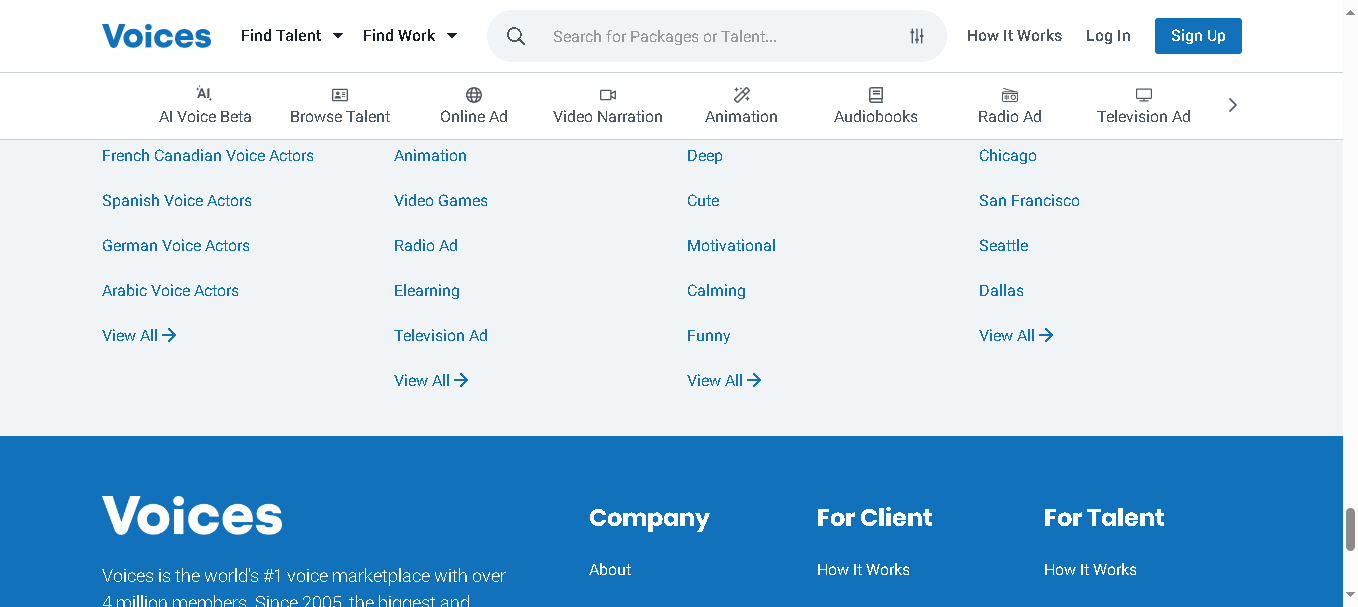 Voices
Find Talent
Find Work
Search for Packages or Talent...
How It Works
Log In
Sign Up
AI
AI Voice Beta
Browse Talent
Online Ad
Video Narration
Animation
Audiobooks
Radio Ad
Television Ad
French Canadian Voice Actors
Spanish Voice Actors
German Voice Actors
Arabic Voice Actors
View All
Animation
Video Games
Radio Ad
Elearning
Television Ad
View All
Deep
Cute
Motivational
Calming
Funny
View All
Chicago
San Francisco
Seattle
Dallas
View All
Voices
Voices is the world's #1 voice marketplace with over
4 million members. Since 2005, the biggest and
Company
About
For Client
How It Works
For Talent
How It Works